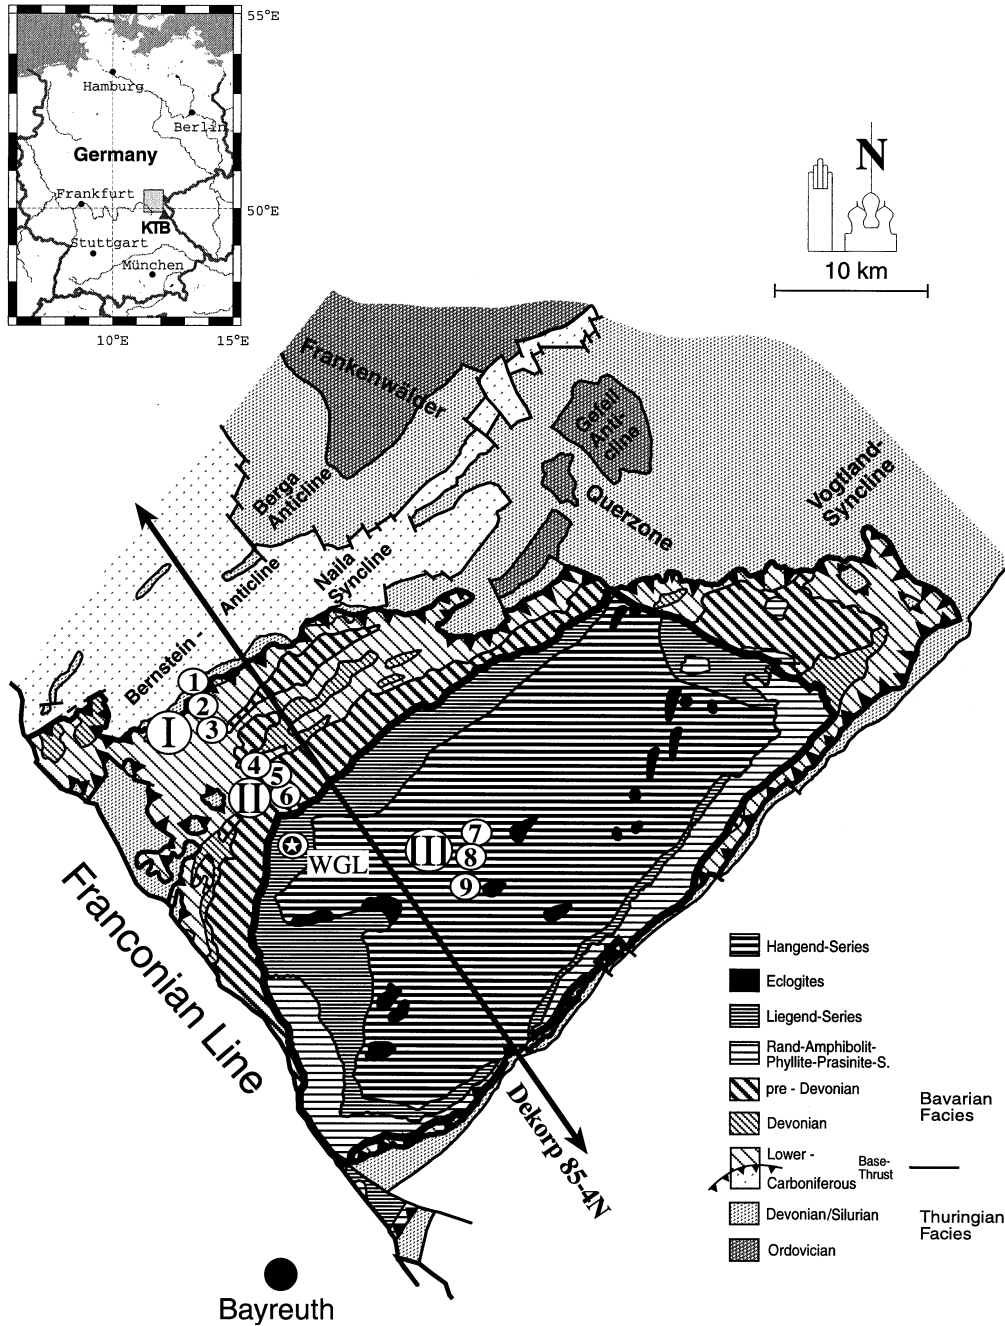 55°E
Hamburg
Berlin
Germany
Frankfurt
50°E
KTB
Stuttgart
München
10°E
15°E
N
10 km
Frankenwälder
Gefell
Anti-
cline
Berga
Anticline
Querzone
Vogtland-
Syncline
Naila
Syncline
Bernstein -
Anticline
1
2
I
3
4
5
II
6
WGL
7
III
8
9
Franconian Line
Dekorp 85-4N
Bayreuth
Hangend-Series
Eclogites
Liegend-Series
Rand-Amphibolit-
Phyllite-Prasinite-S.
pre - Devonian
Devonian
Bavarian
Facies
Lower -
Carboniferous
Base-
Thrust
Devonian/Silurian
Thuringian
Facies
Ordovician